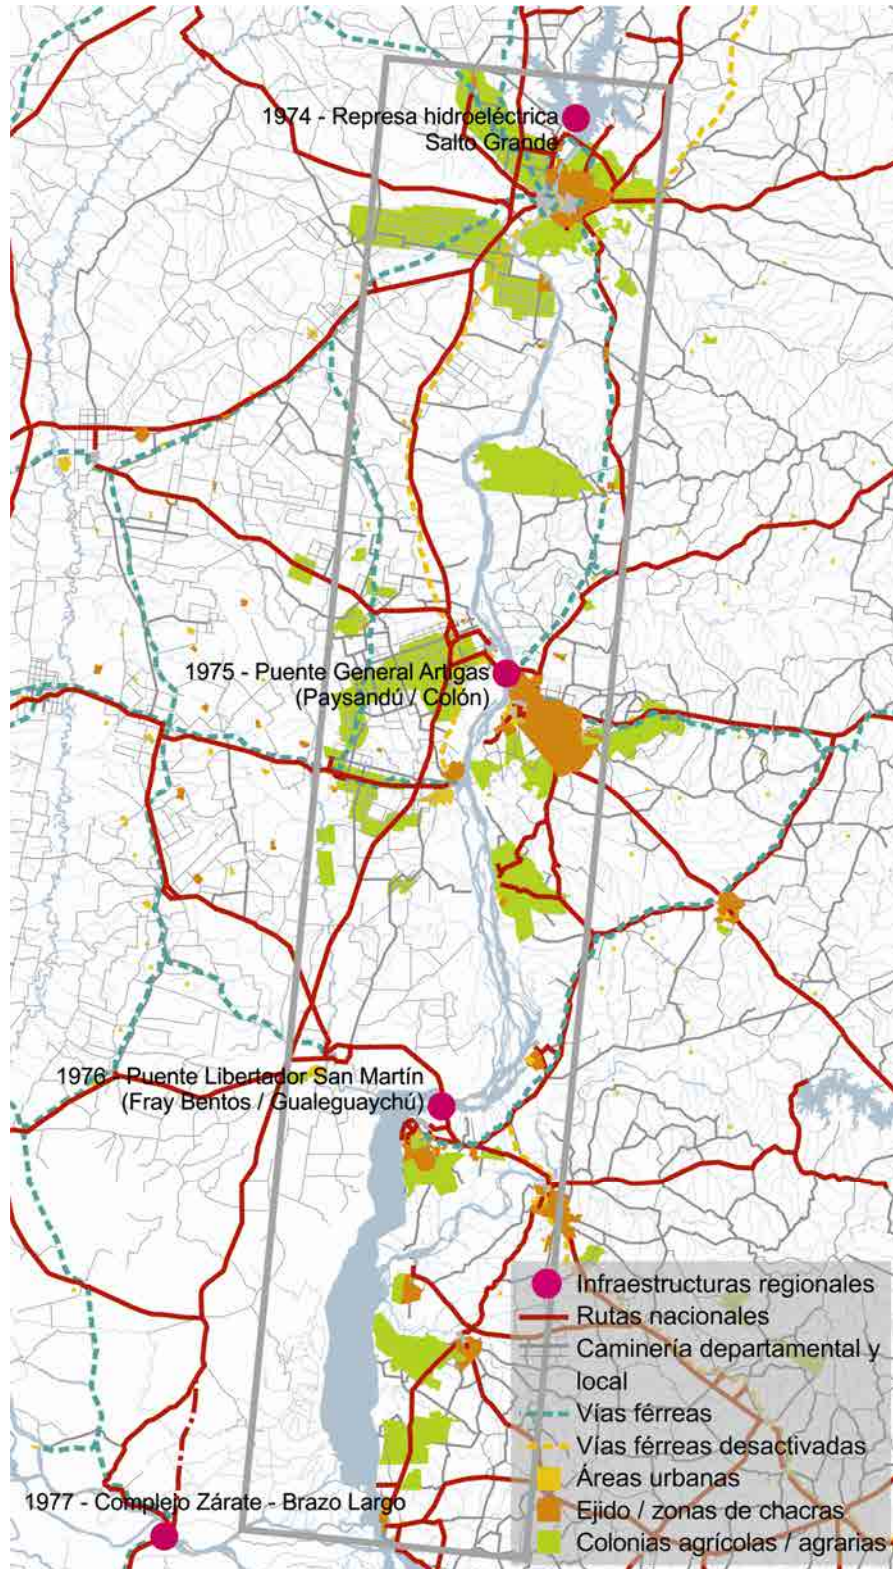 1974 - Represa hidroeléctrica
Salto Grande
1975 - Puente General Artigas
(Paysandú / Colón)
1976 - Puente Libertador San Martín
(Fray Bentos / Gualeguaychú)
1977 - Complejo Zárate - Brazo Largo
Infraestructuras regionales
Rutas nacionales
Caminería departamental y
local
Vías férreas
Vías férreas desactivadas
Áreas urbanas
Ejido / zonas de chacras
Colonias agrícolas / agrarias